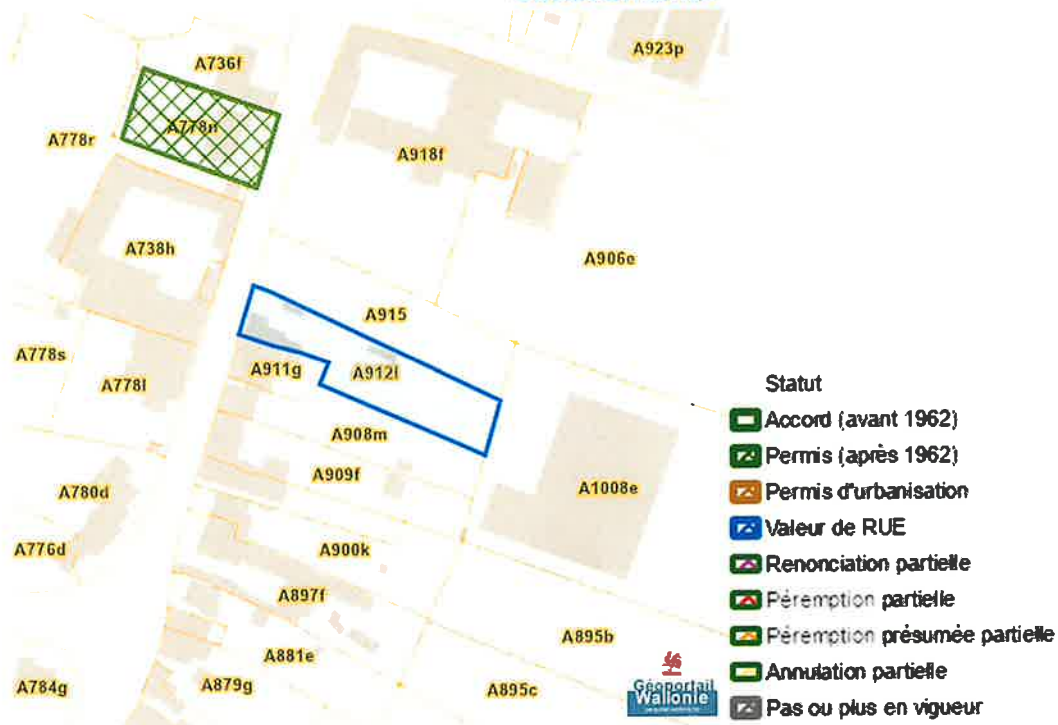 A923p
A736f
A778n
A778r
A918f
A738h
A906e
A915
A778s
A911g
A912l
A778l
A908m
A909f
A780d
A1008e
A776d
A900k
A897f
A895b
A881e
A784g
A879g
A895c
Géoportail
Wallonie
Statut
Accord (avant 1962)
Permis (après 1962)
Permis d'urbanisation
Valeur de RUE
Renonciation partielle
Péremption partielle
Péremption présumée partielle
Annulation partielle
Pas ou plus en vigueur